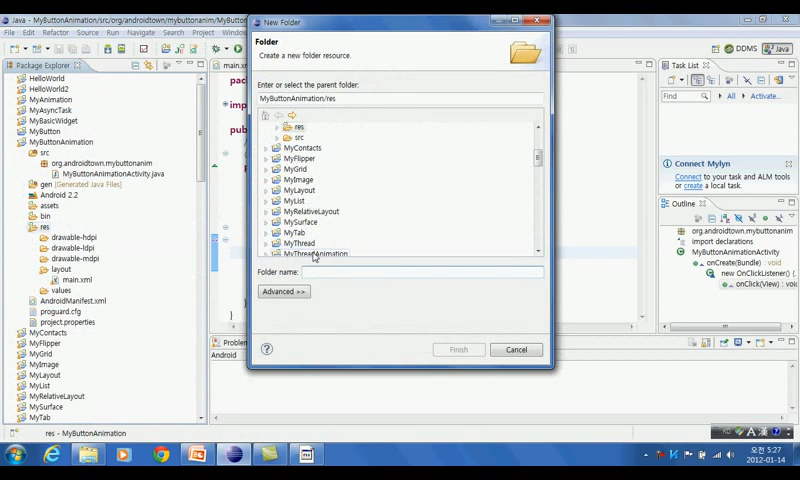 Java - MyButtonAnimation/src/org/androidtown/mybuttonanim/MyButton
File
Edit
Refactor
Source
Navigate
Search
Project
DDMS
Java
Package Explorer
HelloWorld
HelloWorld2
MyAnimation
MyAsyncTask
MyBasicWidget
MyButton
MyButtonAnimation
src
org.androidtown.mybuttonanim
MyButtonAnimationActivity.java
gen [Generated Java Files]
Android 2.2
assets
bin
res
drawable-hdpi
drawable-ldpi
drawable-mdpi
layout
main.xml
values
AndroidManifest.xml
proguard.cfg
project.properties
MyContacts
MyFlipper
MyGrid
MyImage
MyLayout
MyList
MyRelativeLayout
MySurface
MyTab
res - MyButtonAnimation
main.xm
pack
impo
publ
}
Problem
Android
New Folder
Folder
Create a new folder resource.
Enter or select the parent folder:
MyButtonAnimation/res
res
src
MyContacts
MyFlipper
MyGrid
MyImage
MyLayout
MyList
MyRelativeLayout
MySurface
MyTab
MyThread
MyThreadAnimation
Folder name:
Advanced >>
Finish
Cancel
Task List
Find
All
Activate...
Connect Mylyn
Connect to your task and ALM tools
or create a local task.
Outline
org.androidtown.mybuttonanim
import declarations
MyButtonAnimationActivity
onCreate(Bundle) : void
new OnClickListener() {
onClick(View) : void
A 漢
오전 5:27
2012-01-14